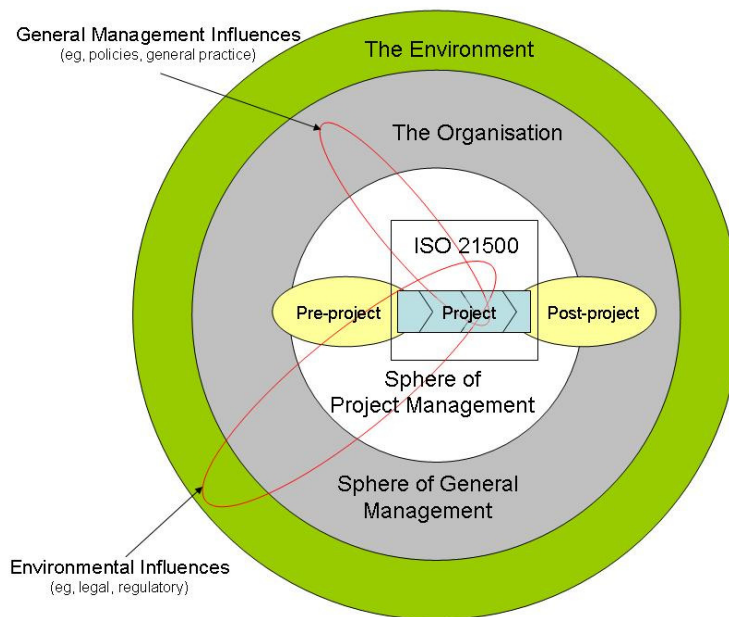 General Management Influences
(eg, policies, general practice)
The Environment
The Organisation
ISO 21500
Pre-project
Project
Post-project
Sphere of
Project Management
Sphere of General
Management
Environmental Influences
(eg, legal, regulatory)